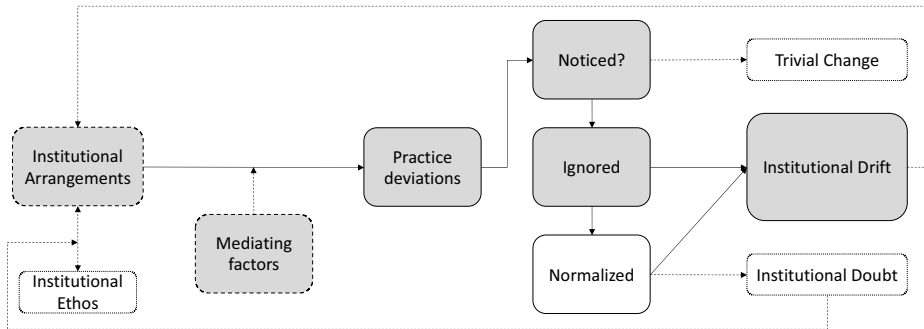 Noticed?
Trivial Change
Institutional
Arrangements
Practice
deviations
Ignored
Institutional Drift
Mediating
factors
Normalized
Institutional
Ethos
Institutional Doubt